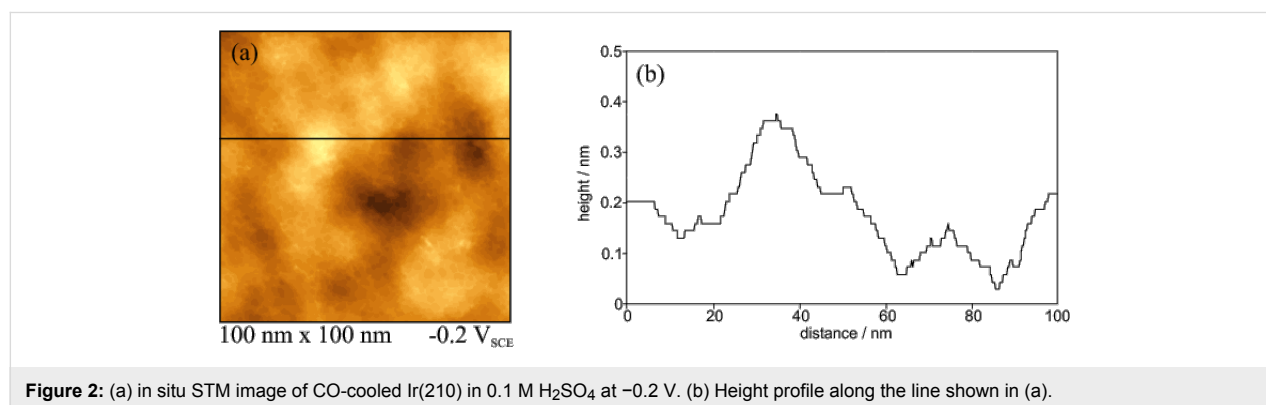 (a)
100 nm x 100 nm -0.2 V_SCE
(b)
0.5
0.4
0.3
0.2
0.1
0
height / nm
0 20 40 60 80 100
distance / nm
Figure 2: (a) in situ STM image of CO-cooled Ir(210) in 0.1 M H₂SO₄ at −0.2 V. (b) Height profile along the line shown in (a).